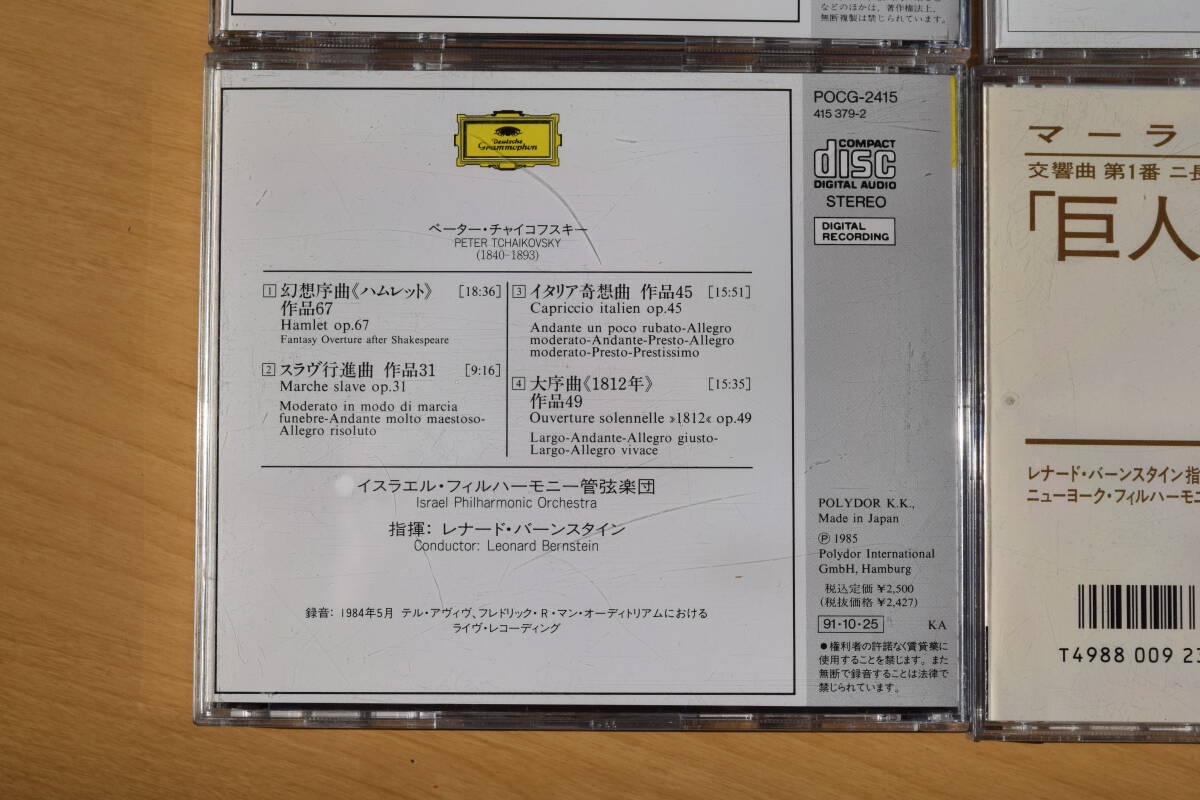 などのほかは、著作権法上、
無断複製は禁じられています。
Deutsche
Grammophon
ペーター・チャイコフスキー
PETER TCHAIKOVSKY
(1840-1893)
1 幻想序曲《ハムレット》 [18:36]
作品67
Hamlet op.67
Fantasy Overture after Shakespeare
2 スラヴ行進曲 作品31 [9:16]
Marche slave op.31
Moderato in modo di marcia
funebre-Andante molto maestoso-
Allegro risoluto
3 イタリア奇想曲 作品45 [15:51]
Capriccio italien op.45
Andante un poco rubato-Allegro
moderato-Andante-Presto-Allegro
moderato-Presto-Prestissimo
4 大序曲《1812年》 [15:35]
作品49
Ouverture solennelle »1812« op.49
Largo-Andante-Allegro giusto-
Largo-Allegro vivace
イスラエル・フィルハーモニー管弦楽団
Israel Philharmonic Orchestra
指揮: レナード・バーンスタイン
Conductor: Leonard Bernstein
録音: 1984年5月 テル・アヴィヴ、フレドリック・R・マン・オーディトリアムにおける
ライヴ・レコーディング
POCG-2415
415 379-2
COMPACT
disc
DIGITAL AUDIO
STEREO
DIGITAL
RECORDING
POLYDOR K.K.,
Made in Japan
Ⓟ 1985
Polydor International
GmbH, Hamburg
税込定価 ¥2,500
(税抜価格 ¥2,427)
91・10・25 KA
●権利者の許諾なく賃貸業に
使用することを禁じます。また
無断で録音することは法律で
禁じられています。
マーラ
交響曲 第1番 ニ長
「巨人
レナード・バーンスタイン指
ニューヨーク・フィルハーモニ
T4988 009 23